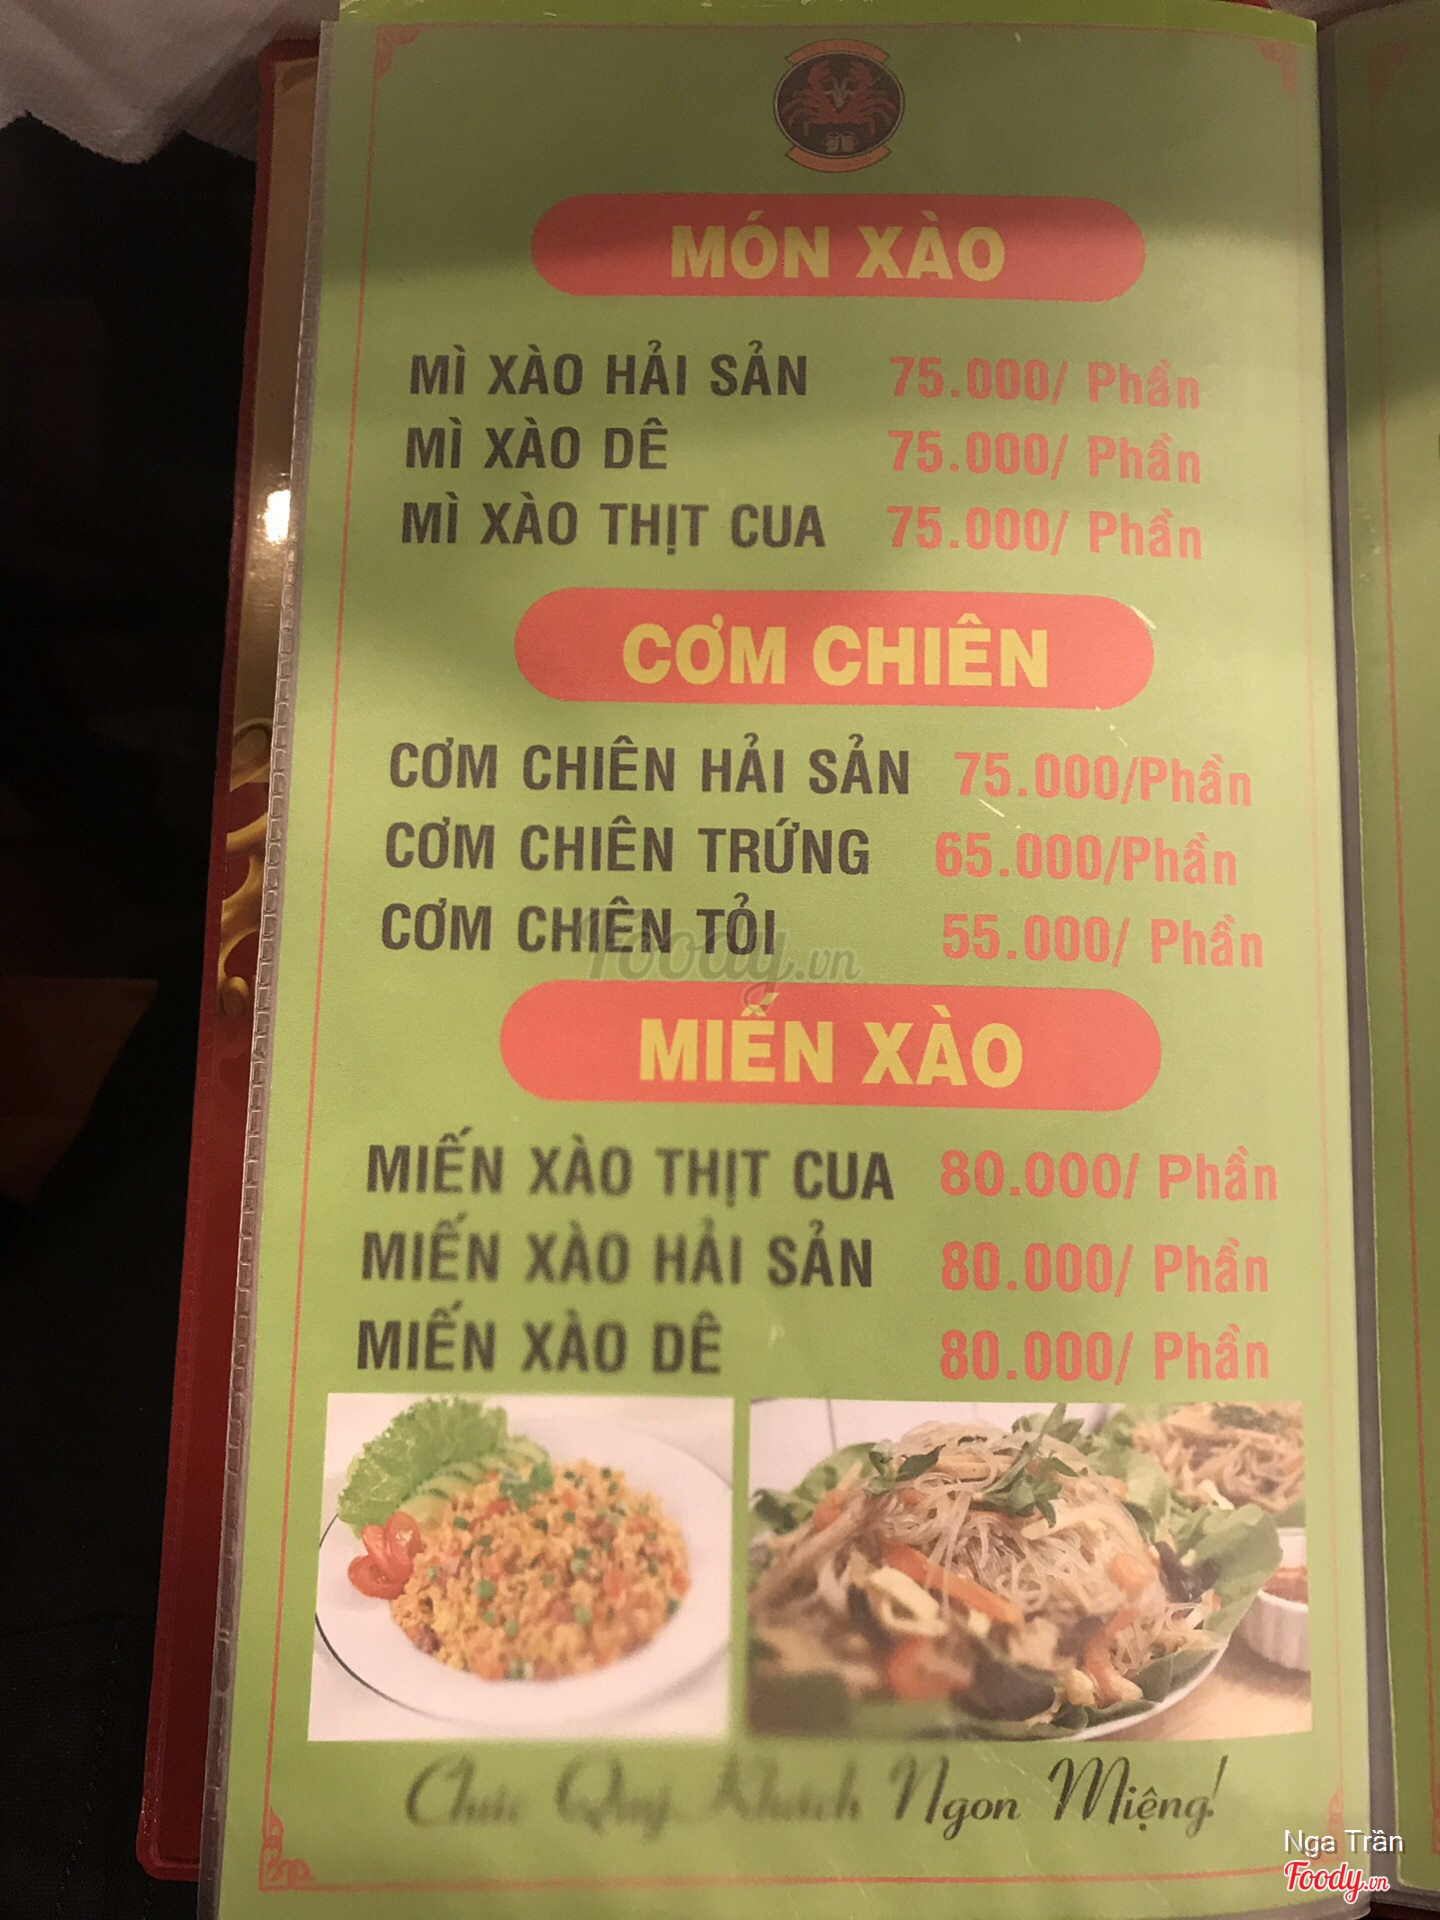 MÓN XÀO
MÌ XÀO HẢI SẢN 75.000/ Phần
MÌ XÀO DÊ 75.000/ Phần
MÌ XÀO THỊT CUA 75.000/ Phần
CƠM CHIÊN
CƠM CHIÊN HẢI SẢN 75.000/Phần
CƠM CHIÊN TRỨNG 65.000/Phần
CƠM CHIÊN TỎI 55.000/ Phần
Foody.vn
MIẾN XÀO
MIẾN XÀO THỊT CUA 80.000/ Phần
MIẾN XÀO HẢI SẢN 80.000/ Phần
MIẾN XÀO DÊ 80.000/ Phần
Chúc Quý Khách Ngon Miệng!
Nga Trần
Foody.vn